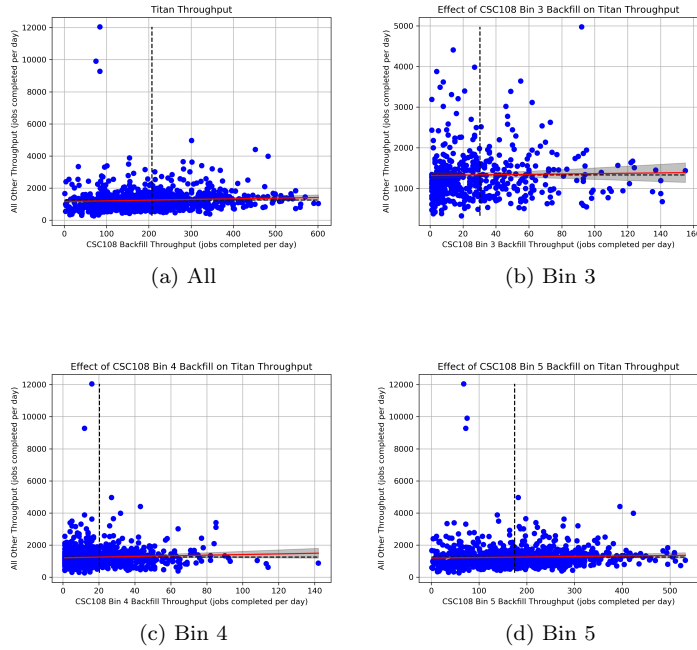 Titan Throughput
All Other Throughput (jobs completed per day)
12000
10000
8000
6000
4000
2000
0
0 100 200 300 400 500 600
CSC108 Backfill Throughput (jobs completed per day)
(a) All
Effect of CSC108 Bin 3 Backfill on Titan Throughput
All Other Throughput (jobs completed per day)
5000
4000
3000
2000
1000
0 20 40 60 80 100 120 140 160
CSC108 Bin 3 Backfill Throughput (jobs completed per day)
(b) Bin 3
Effect of CSC108 Bin 4 Backfill on Titan Throughput
All Other Throughput (jobs completed per day)
12000
10000
8000
6000
4000
2000
0
0 20 40 60 80 100 120 140
CSC108 Bin 4 Backfill Throughput (jobs completed per day)
(c) Bin 4
Effect of CSC108 Bin 5 Backfill on Titan Throughput
All Other Throughput (jobs completed per day)
12000
10000
8000
6000
4000
2000
0
0 100 200 300 400 500
CSC108 Bin 5 Backfill Throughput (jobs completed per day)
(d) Bin 5